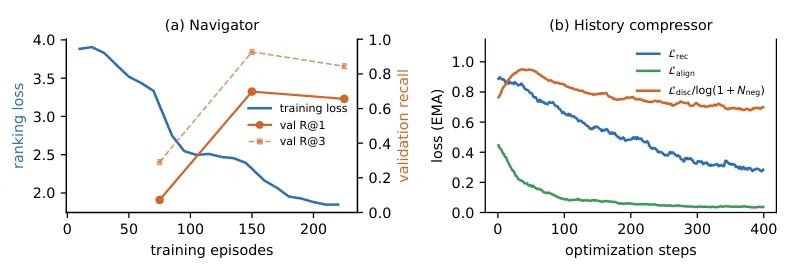 (a) Navigator
4.0
3.5
3.0
2.5
2.0
ranking loss
0
50
100
150
200
training episodes
1.0
0.8
0.6
0.4
0.2
0.0
validation recall
training loss
val R@1
val R@3
(b) History compressor
1.0
0.8
0.6
0.4
0.2
0.0
loss (EMA)
0
100
200
300
400
optimization steps
ℒrec
ℒalign
ℒdisc/log(1 + Nneg)